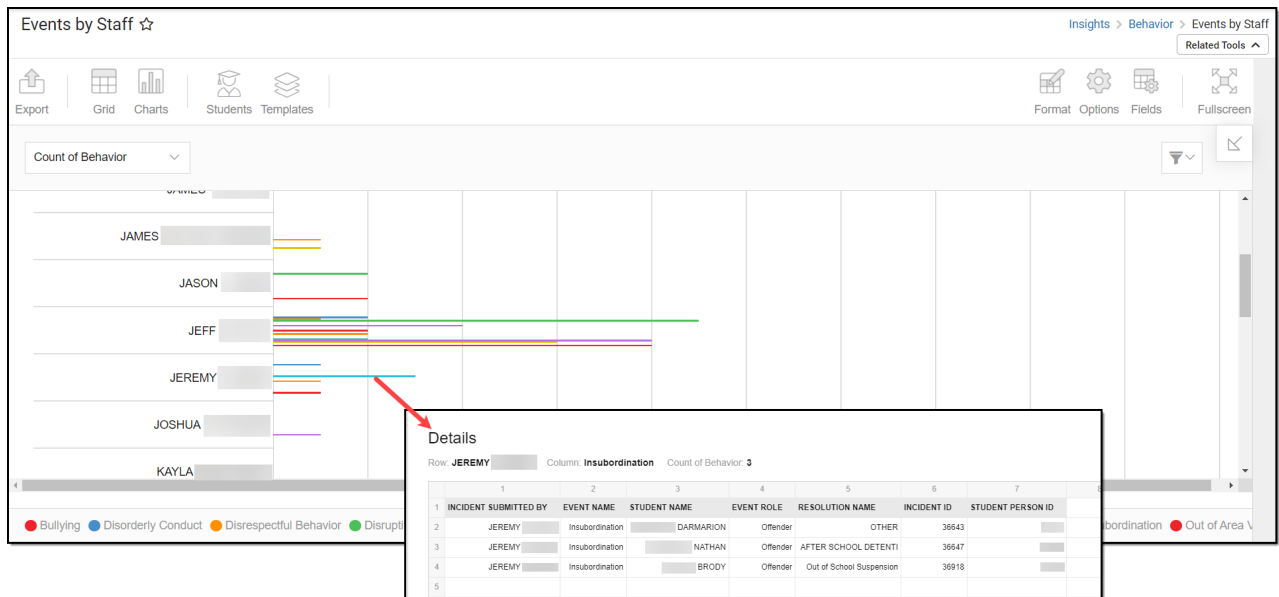 Events by Staff
Insights > Behavior > Events by Staff
Related Tools
Export Grid Charts Students Templates Format Options Fields Fullscreen
Count of Behavior
JAMES
JAMES
JASON
JEFF
JEREMY
JOSHUA
KAYLA
Bullying Disorderly Conduct Disrespectful Behavior Out of Area
Details
Row: JEREMY Column: Insubordination Count of Behavior: 3
1 2 3 4 5 6 7
1 INCIDENT SUBMITTED BY EVENT NAME STUDENT NAME EVENT ROLE RESOLUTION NAME INCIDENT ID STUDENT PERSON ID
2 JEREMY Insubordination DARMARION Offender OTHER 36643
3 JEREMY Insubordination NATHAN Offender AFTER SCHOOL DETENTI 36647
4 JEREMY Insubordination BRODY Offender Out of School Suspension 36918
5